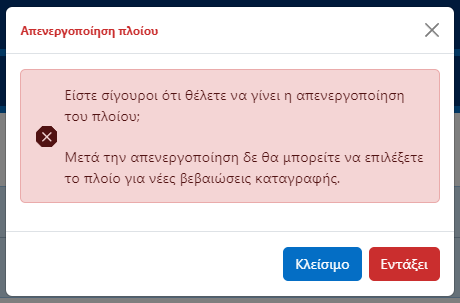 Απενεργοποίηση πλοίου
Είστε σίγουροι ότι θέλετε να γίνει η απενεργοποίηση
του πλοίου;
Μετά την απενεργοποίηση δε θα μπορείτε να επιλέξετε
το πλοίο για νέες βεβαιώσεις καταγραφής.
Κλείσιμο Εντάξει